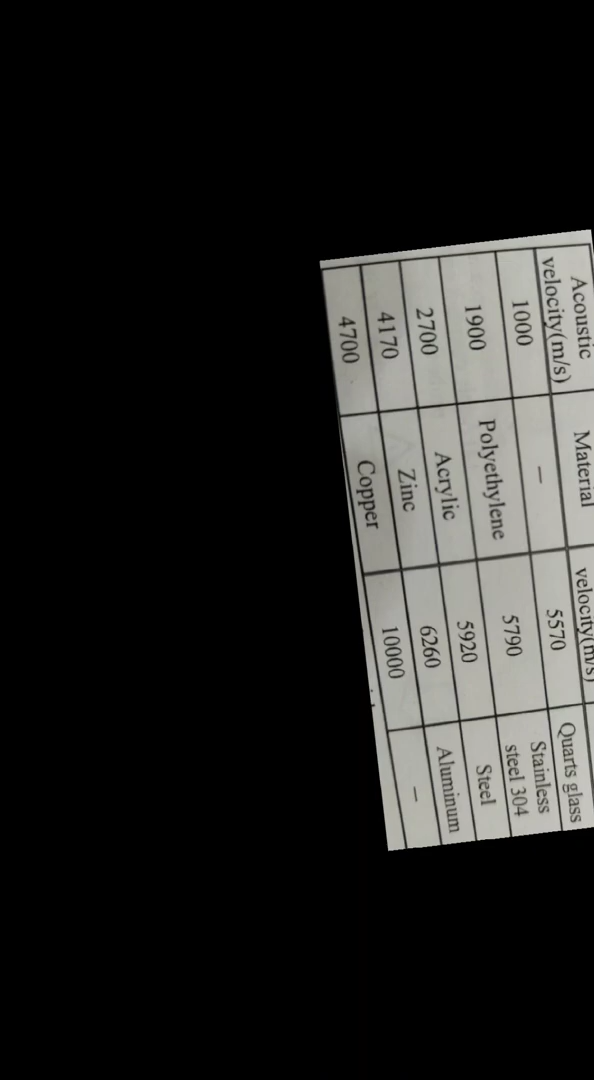 Acoustic
velocity(m/s) Material velocity(m/s)
1000 — 5570 Quarts glass
1900 Polyethylene 5790 Stainless
steel 304
2700 Acrylic 5920 Steel
4170 Zinc 6260 Aluminum
4700 Copper 10000 —